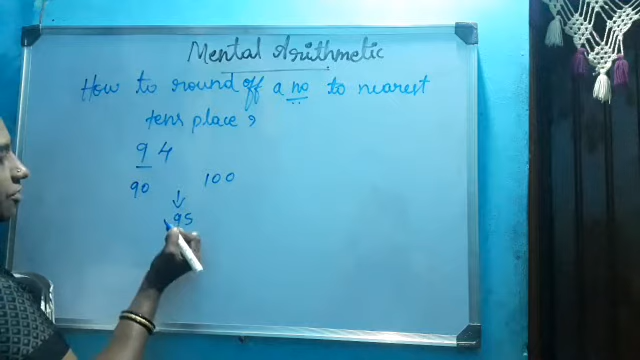 Mental Arithmetic
How to round off a no to nearest
tens place ?
94
90 100
95